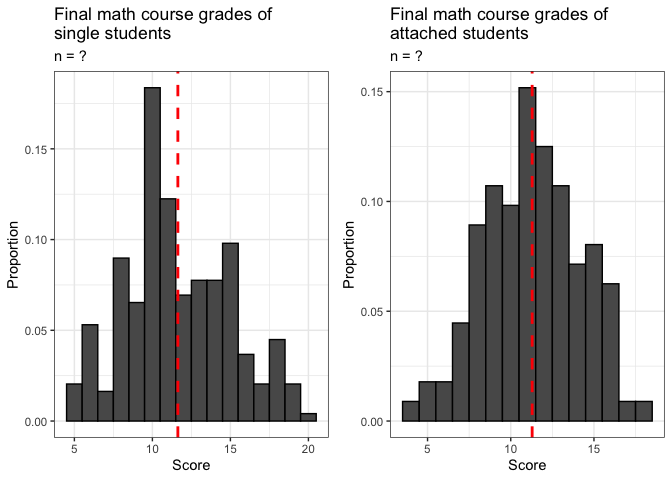 Final math course grades of
single students
n = ?
0.15
0.10
0.05
0.00
Proportion
5
10
15
20
Score
Final math course grades of
attached students
n = ?
0.15
0.10
0.05
0.00
Proportion
5
10
15
Score